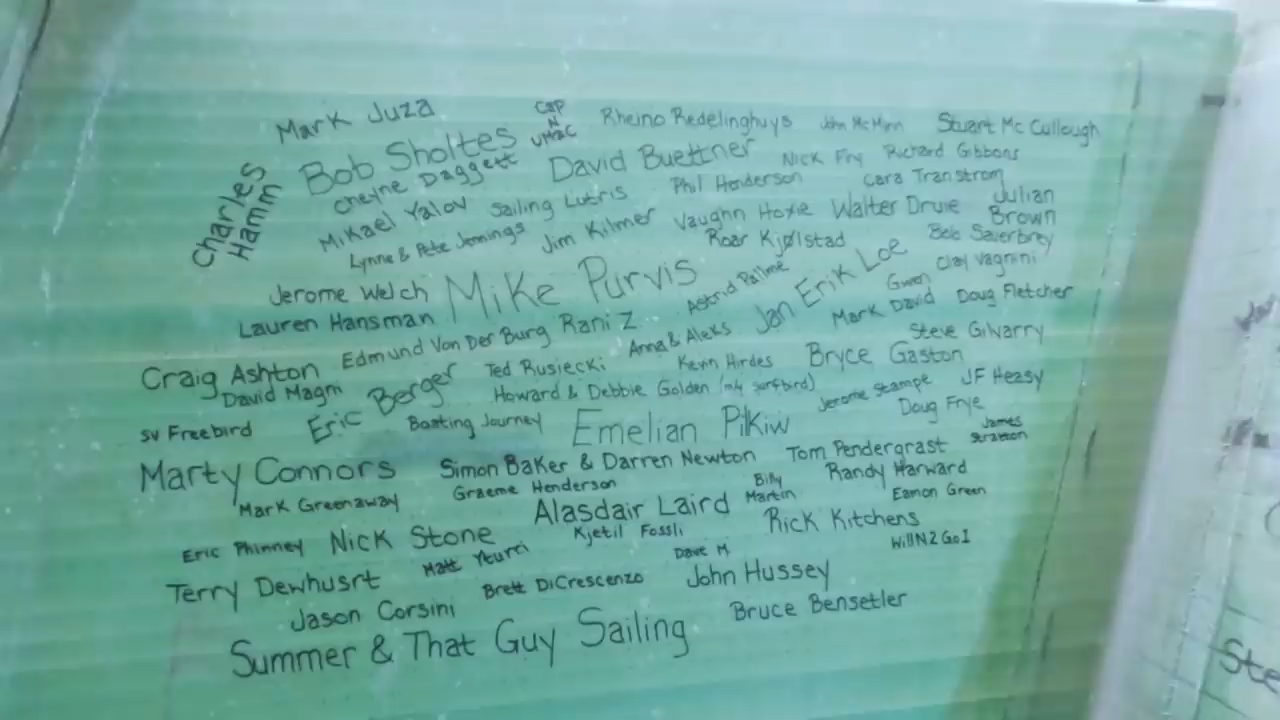 Mark Juza
Cap N
Rheino Redelinghuys
John McMinn
Stuart McCullough
Charles Hamm
Bob Sholtes
David Buettner
Nick Fry
Richard Gibbons
Cheyne Daggett
Phil Henderson
Cara Transtrom
Mikael Yalov
Sailing Lutris
Vaughn Hoxie
Walter Druie
Julian Brown
Lynne & Pete Jennings
Jim Kilmer
Roar Kjølstad
Bob Sauerbrey
Jerome Welch
Mike Purvis
Astrid Palme
Jan Erik Loe
Gwen
Clay Vagnini
Lauren Hansman
Edmund Von Der Burg
Rani Z
Anna & Aleks
Mark David
Doug Fletcher
Craig Ashton
Ted Rusiecki
Kevin Hirdes
Bryce Gaston
Steve Gilvarry
David Magni
Eric Berger
Howard & Debbie Golden (m/y surfbird)
Jerome Stampe
JF Heasy
SV Freebird
Boating Journey
Emelian Pikiw
Doug Frye
James Stratton
Marty Connors
Simon Baker & Darren Newton
Tom Pendergrast
Mark Greenaway
Graeme Henderson
Billy Martin
Randy Harward
Alasdair Laird
Eamon Green
Eric Phinney
Nick Stone
Kjetil Fossli
Rick Kitchens
Matt
Dave M
WillN2Go1
Terry Dewhusrt
Brett DiCrescenzo
John Hussey
Jason Corsini
Bruce Bensetler
Summer & That Guy Sailing
Ste